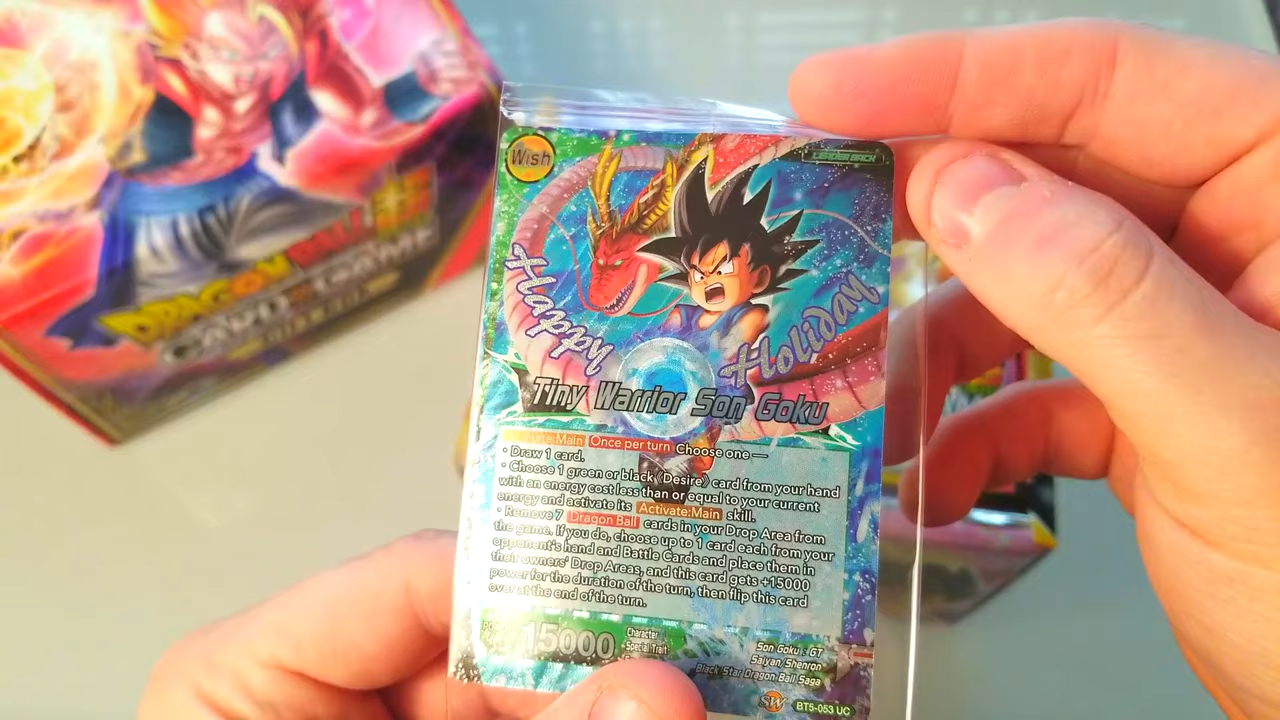 DRAGON BALL
CARD GAME
Wish
LEADER BACK
Happy
Holiday
Tiny Warrior Son Goku
Activate:Main Once per turn Choose one —
・Draw 1 card.
・Choose 1 green or black《Desire》card from your hand
with an energy cost less than or equal to your current
energy and activate its Activate:Main skill.
・Remove 7 Dragon Ball cards in your Drop Area from
the game. If you do, choose up to 1 card each from your
opponent's hand and Battle Cards and place them in
their owners' Drop Areas, and this card gets +15000
power for the duration of the turn, then flip this card
over at the end of the turn.
15000
Character
Son Goku : GT
Special Trait
Saiyan/Shenron
Black Star Dragon Ball Saga
SW
BT5-053 UC